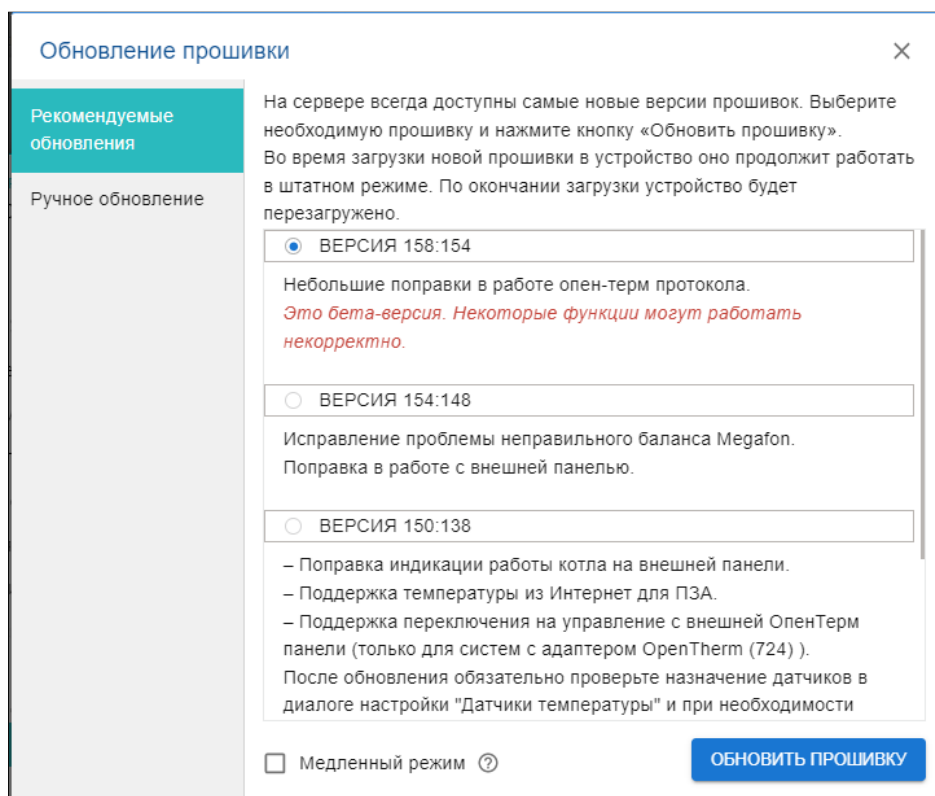 Обновление прошивки
Рекомендуемые
обновления
Ручное обновление
На сервере всегда доступны самые новые версии прошивок. Выберите
необходимую прошивку и нажмите кнопку «Обновить прошивку».
Во время загрузки новой прошивки в устройство оно продолжит работать
в штатном режиме. По окончании загрузки устройство будет
перезагружено.
ВЕРСИЯ 158:154
Небольшие поправки в работе опен-терм протокола.
Это бета-версия. Некоторые функции могут работать
некорректно.
ВЕРСИЯ 154:148
Исправление проблемы неправильного баланса Megafon.
Поправка в работе с внешней панелью.
ВЕРСИЯ 150:138
– Поправка индикации работы котла на внешней панели.
– Поддержка температуры из Интернет для ПЗА.
– Поддержка переключения на управление с внешней ОпенТерм
панели (только для систем с адаптером OpenTherm (724) ).
После обновления обязательно проверьте назначение датчиков в
диалоге настройки "Датчики температуры" и при необходимости
Медленный режим ?
ОБНОВИТЬ ПРОШИВКУ